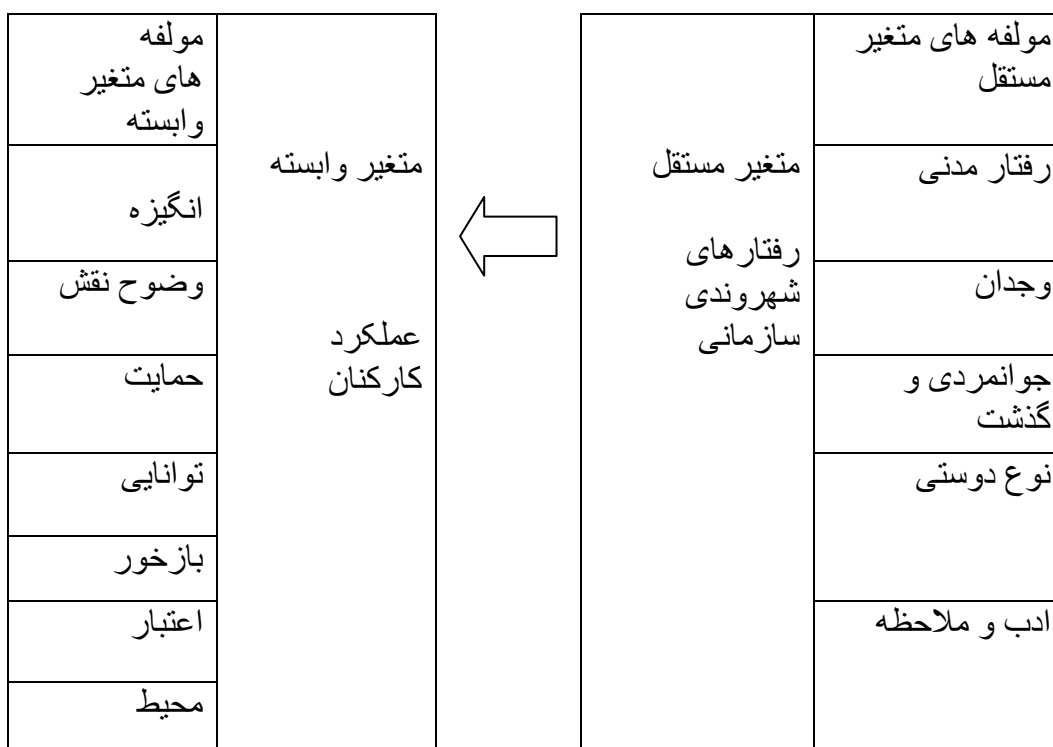 مولفه های متغیر
مستقل
رفتار مدنی
وجدان
جوانمردی و
گذشت
نوع دوستی
ادب و ملاحظه
متغیر مستقل
رفتارهای
شهروندی
سازمانی
متغیر وابسته
عملکرد
کارکنان
مولفه
های متغیر
وابسته
انگیزه
وضوح نقش
حمایت
توانایی
بازخور
اعتبار
محیط